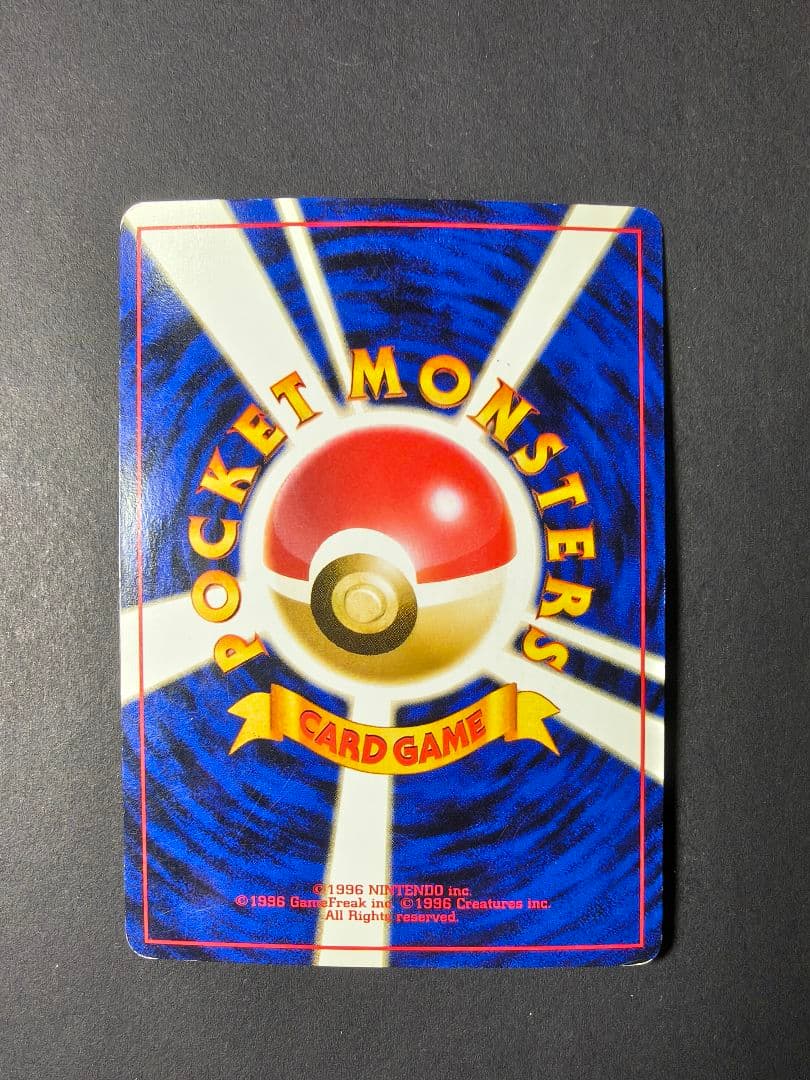 POCKET MONSTERS
CARD GAME
©1996 NINTENDO inc.
©1996 GameFreak inc. ©1996 Creatures inc.
All Rights reserved.